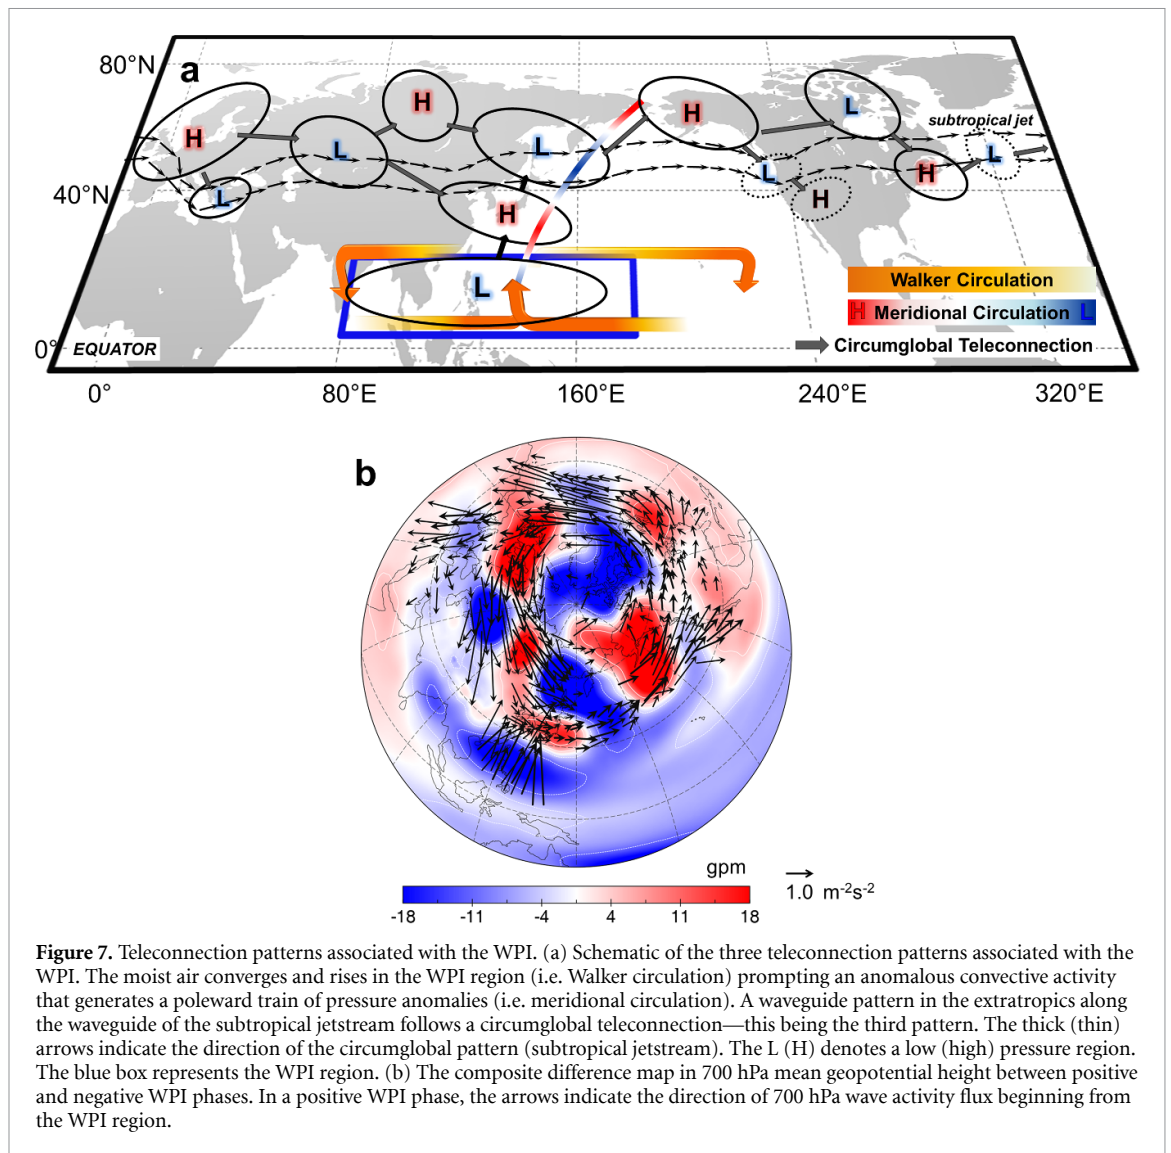 80°N
a
H
H
H
L
L
L
L
subtropical jet
L
L
H
H
40°N
L
H
L
Walker Circulation
H Meridional Circulation L
Circumglobal Teleconnection
0°
EQUATOR
0° 80°E 160°E 240°E 320°E
b
gpm
-18 -11 -4 4 11 18
1.0 m-2s-2
Figure 7. Teleconnection patterns associated with the WPI. (a) Schematic of the three teleconnection patterns associated with the
WPI. The moist air converges and rises in the WPI region (i.e. Walker circulation) prompting an anomalous convective activity
that generates a poleward train of pressure anomalies (i.e. meridional circulation). A waveguide pattern in the extratropics along
the waveguide of the subtropical jetstream follows a circumglobal teleconnection—this being the third pattern. The thick (thin)
arrows indicate the direction of the circumglobal pattern (subtropical jetstream). The L (H) denotes a low (high) pressure region.
The blue box represents the WPI region. (b) The composite difference map in 700 hPa mean geopotential height between positive
and negative WPI phases. In a positive WPI phase, the arrows indicate the direction of 700 hPa wave activity flux beginning from
the WPI region.